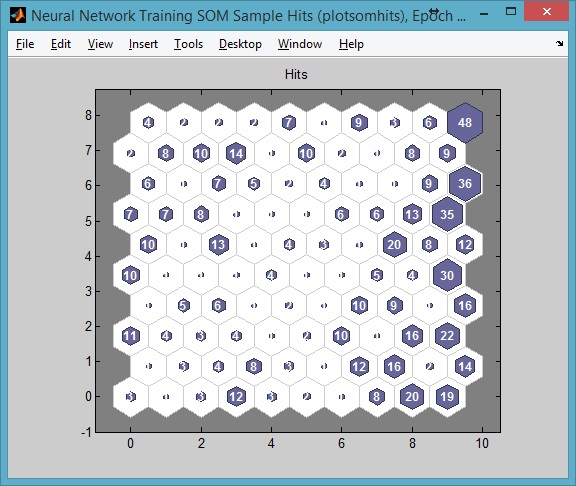 Neural Network Training SOM Sample Hits (plotsomhits), Epoch ...
File Edit View Insert Tools Desktop Window Help
Hits
8 4 2 2 2 7 1 9 3 6 48
7 2 8 10 14 1 10 2 1 8 9
6 6 1 7 5 2 5 1 1 9 36
5 7 7 8 1 1 1 6 6 13 35
4 10 1 13 1 4 3 1 20 8 12
10 1 1 1 4 1 1 5 4 30
3 1 5 6 1 2 1 10 9 1 16
2 11 4 3 4 1 2 10 1 16 22
1 1 3 4 8 3 1 12 16 2 14
0 3 1 3 12 3 2 1 8 20 19
-1
0 2 4 6 8 10